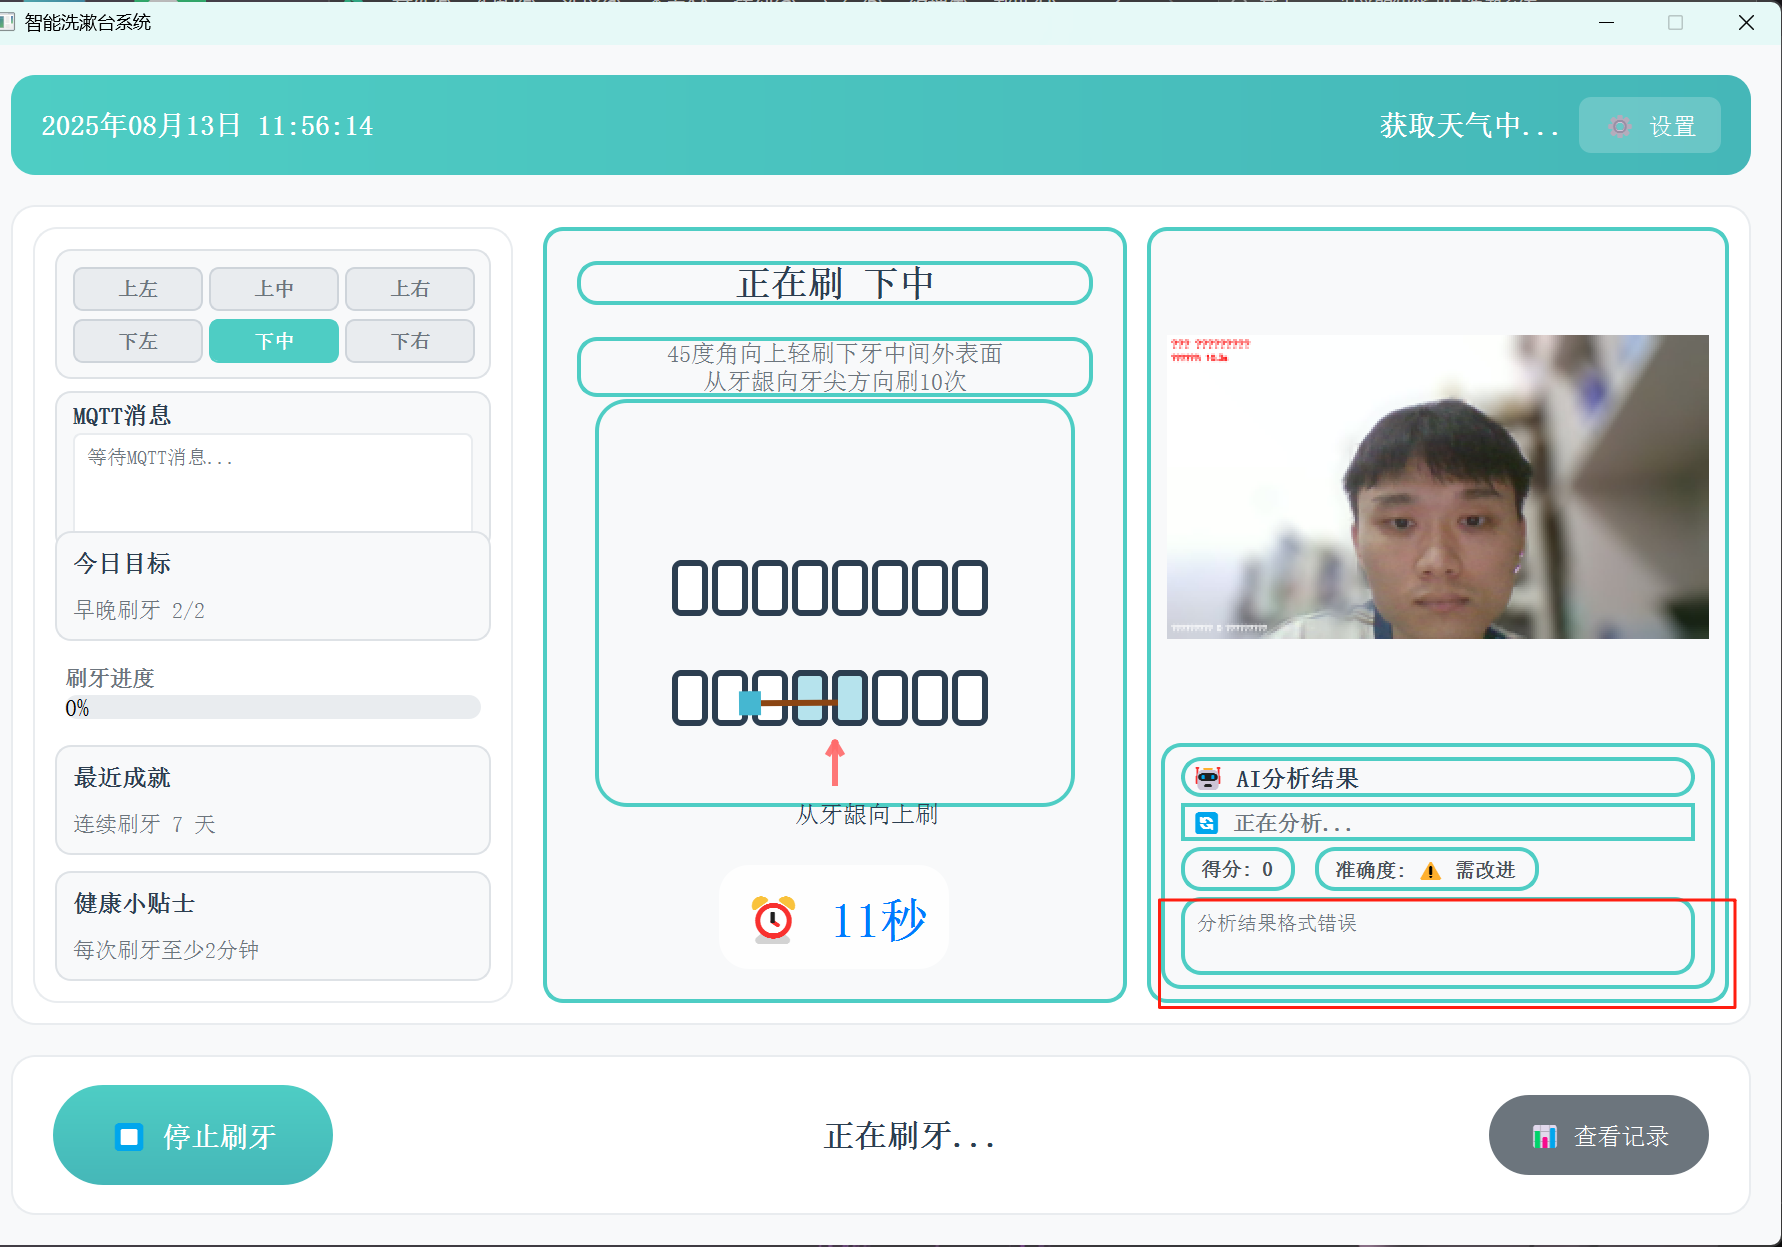 智能洗漱台系统
2025年08月13日 11:56:14
获取天气中...
设置
上左
上中
上右
下左
下中
下右
MQTT消息
等待MQTT消息...
今日目标
早晚刷牙 2/2
刷牙进度
0%
最近成就
连续刷牙 7 天
健康小贴士
每次刷牙至少2分钟
正在刷 下中
45度角向上轻刷下牙中间外表面
从牙龈向牙尖方向刷10次
从牙龈向上刷
11秒
AI分析结果
正在分析...
得分: 0
准确度: ⚠️ 需改进
分析结果格式错误
停止刷牙
正在刷牙...
查看记录